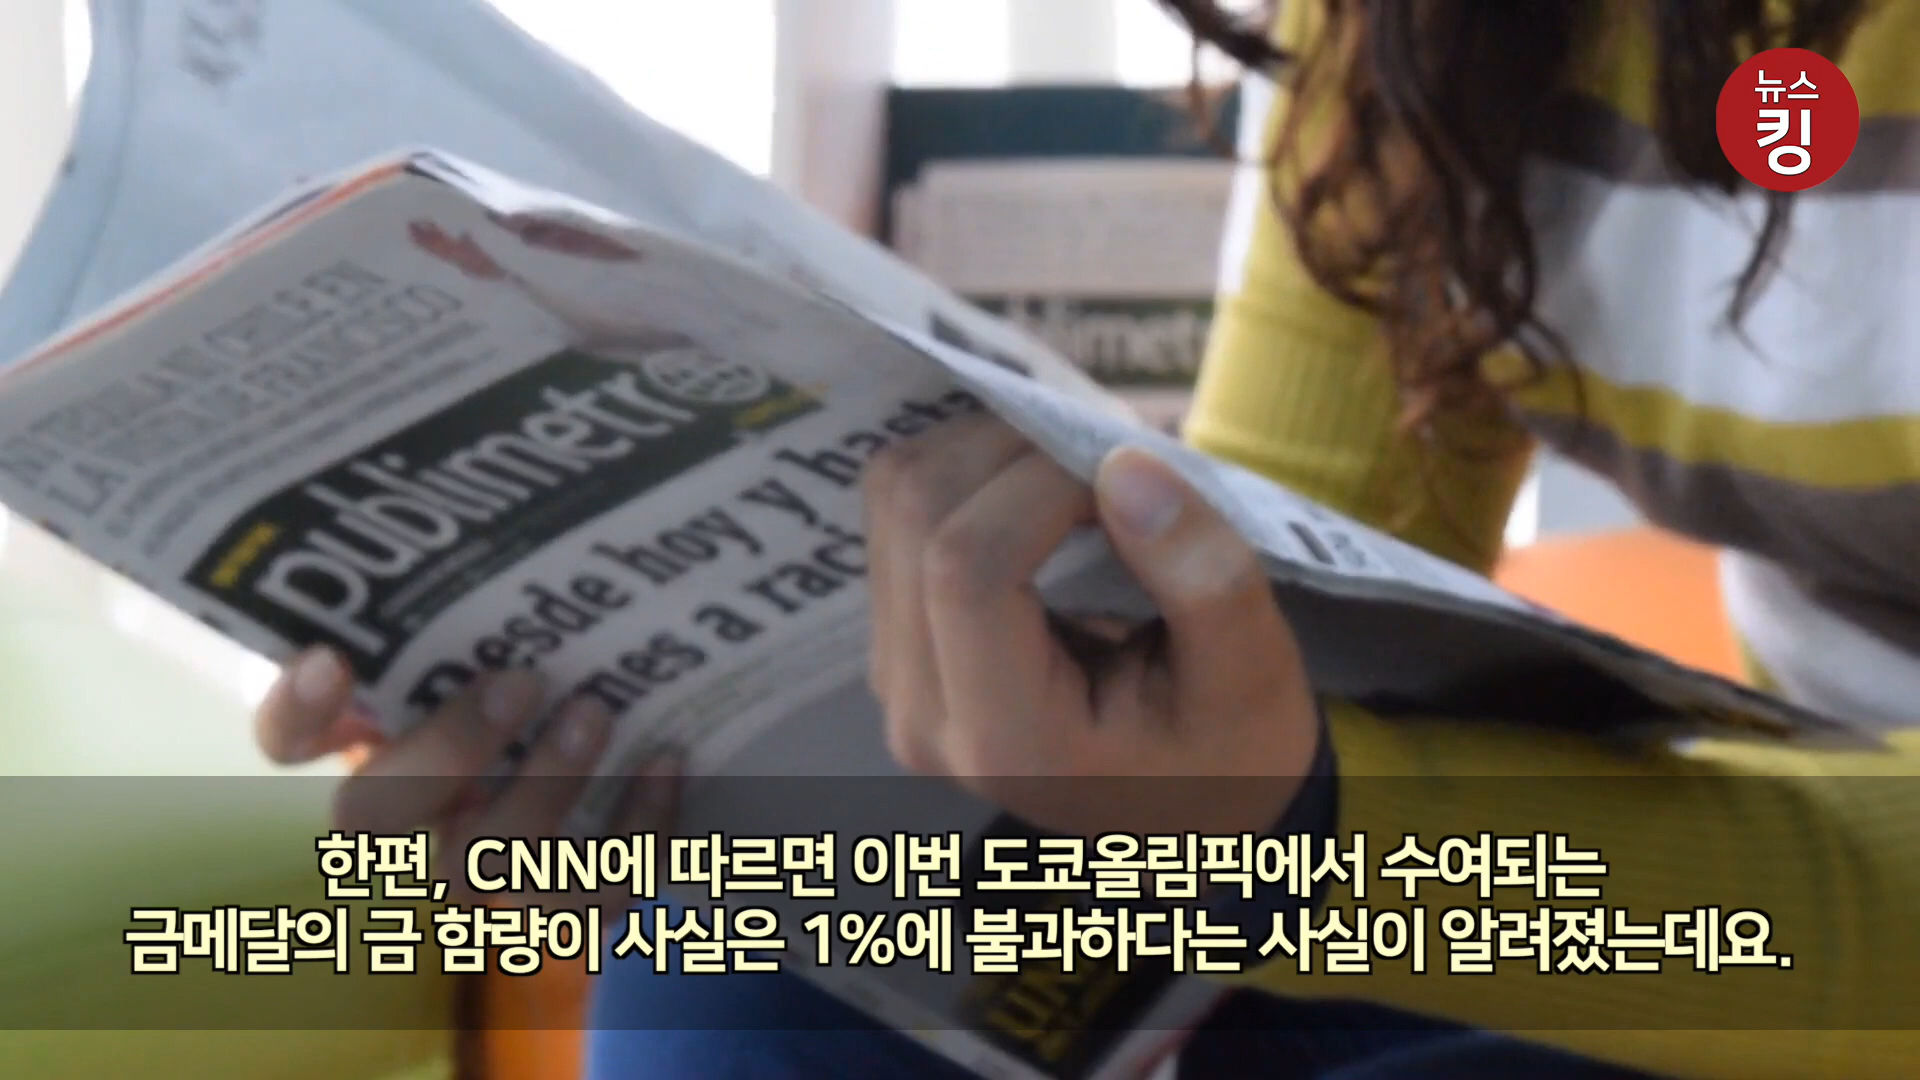 뉴스
킹
publimetro
Desde hoy y hasta
nes a raci
한편, CNN에 따르면 이번 도쿄올림픽에서 수여되는
금메달의 금 함량이 사실은 1%에 불과하다는 사실이 알려졌는데요.